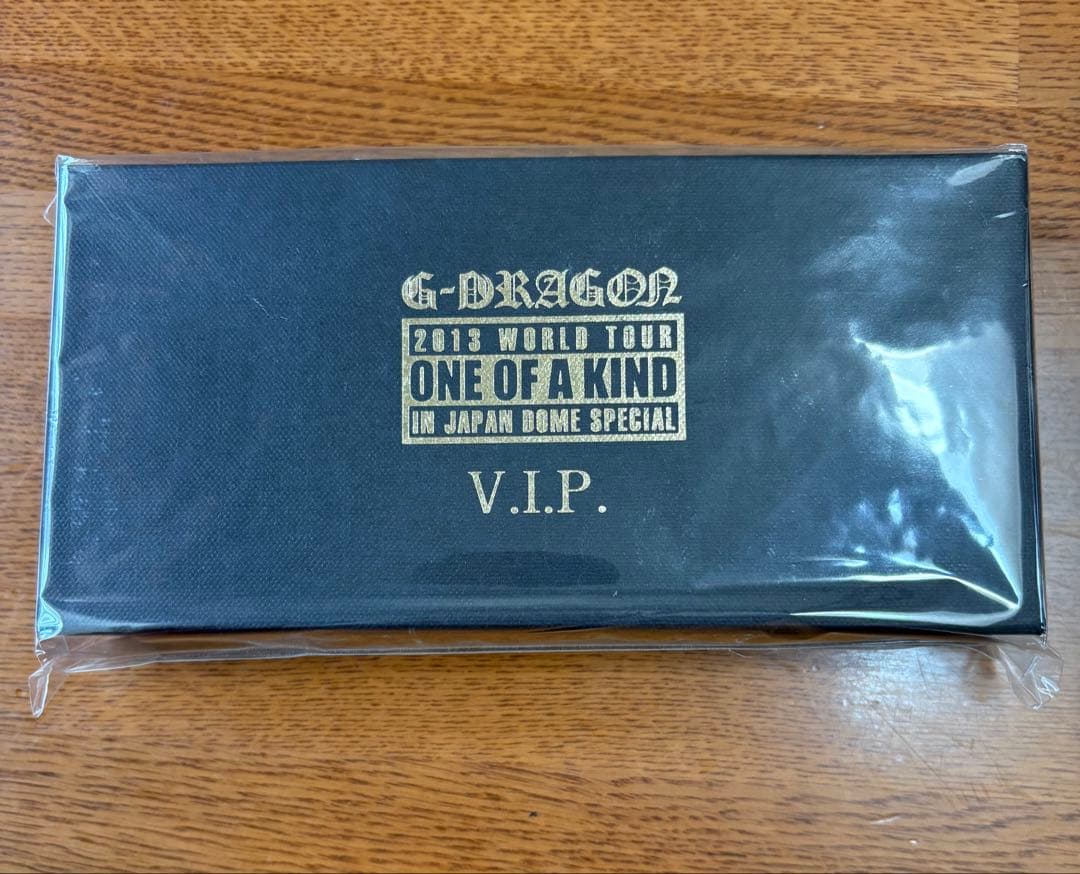 G-DRAGON
2013 WORLD TOUR
ONE OF A KIND
IN JAPAN DOME SPECIAL
V.I.P.